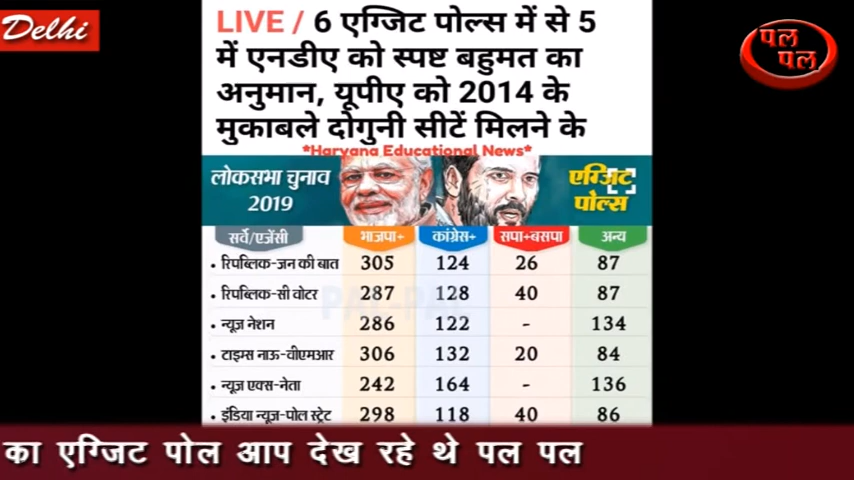 Delhi
पल
पल
LIVE / 6 एग्जिट पोल्स में से 5
में एनडीए को स्पष्ट बहुमत का
अनुमान, यूपीए को 2014 के
मुकाबले दोगुनी सीटें मिलने के
*Haryana Educational News*
लोकसभा चुनाव
2019
एग्जिट
पोल्स
सर्वे/एजेंसी भाजपा+ कांग्रेस+ सपा+बसपा अन्य
• रिपब्लिक-जन की बात 305 124 26 87
• रिपब्लिक-सी वोटर 287 128 40 87
• न्यूज नेशन 286 122 - 134
• टाइम्स नाऊ-वीएमआर 306 132 20 84
• न्यूज एक्स-नेता 242 164 - 136
• इंडिया न्यूज-पोल स्ट्रेट 298 118 40 86
PAL-PAL
का एग्जिट पोल आप देख रहे थे पल पल